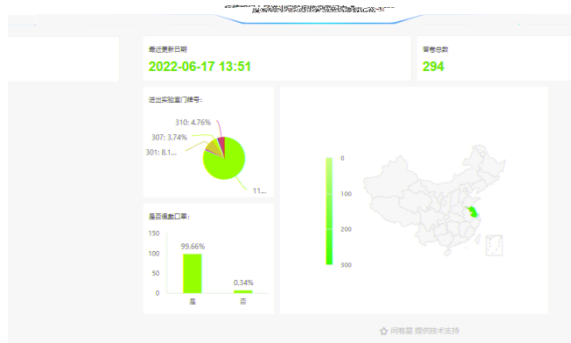 最近更新日期
2022-06-17 13:51
答卷总数
294
进出实验室门牌号:
310: 4.76%
307: 3.74%
301: 8.1...
11...
是否佩戴口罩:
150
100
50
0
99.66%
0.34%
是
否
0
100
200
300
问卷星 提供技术支持